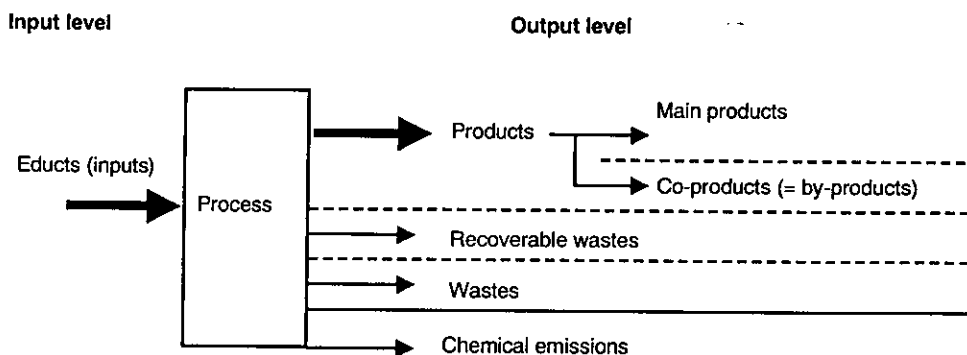 Input level
Output level
Main products
Products
Educts (inputs)
Co-products (= by-products)
Process
Recoverable wastes
Wastes
Chemical emissions